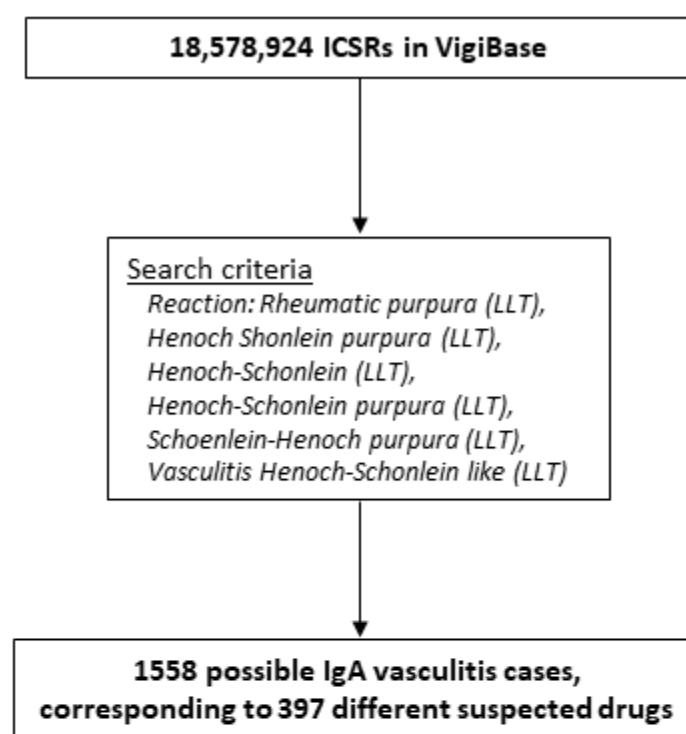 18,578,924 ICSRs in VigiBase
Search criteria
Reaction: Rheumatic purpura (LLT),
Henoch Shonlein purpura (LLT),
Henoch-Schonlein (LLT),
Henoch-Schonlein purpura (LLT),
Schoenlein-Henoch purpura (LLT),
Vasculitis Henoch-Schonlein like (LLT)
1558 possible IgA vasculitis cases,
corresponding to 397 different suspected drugs